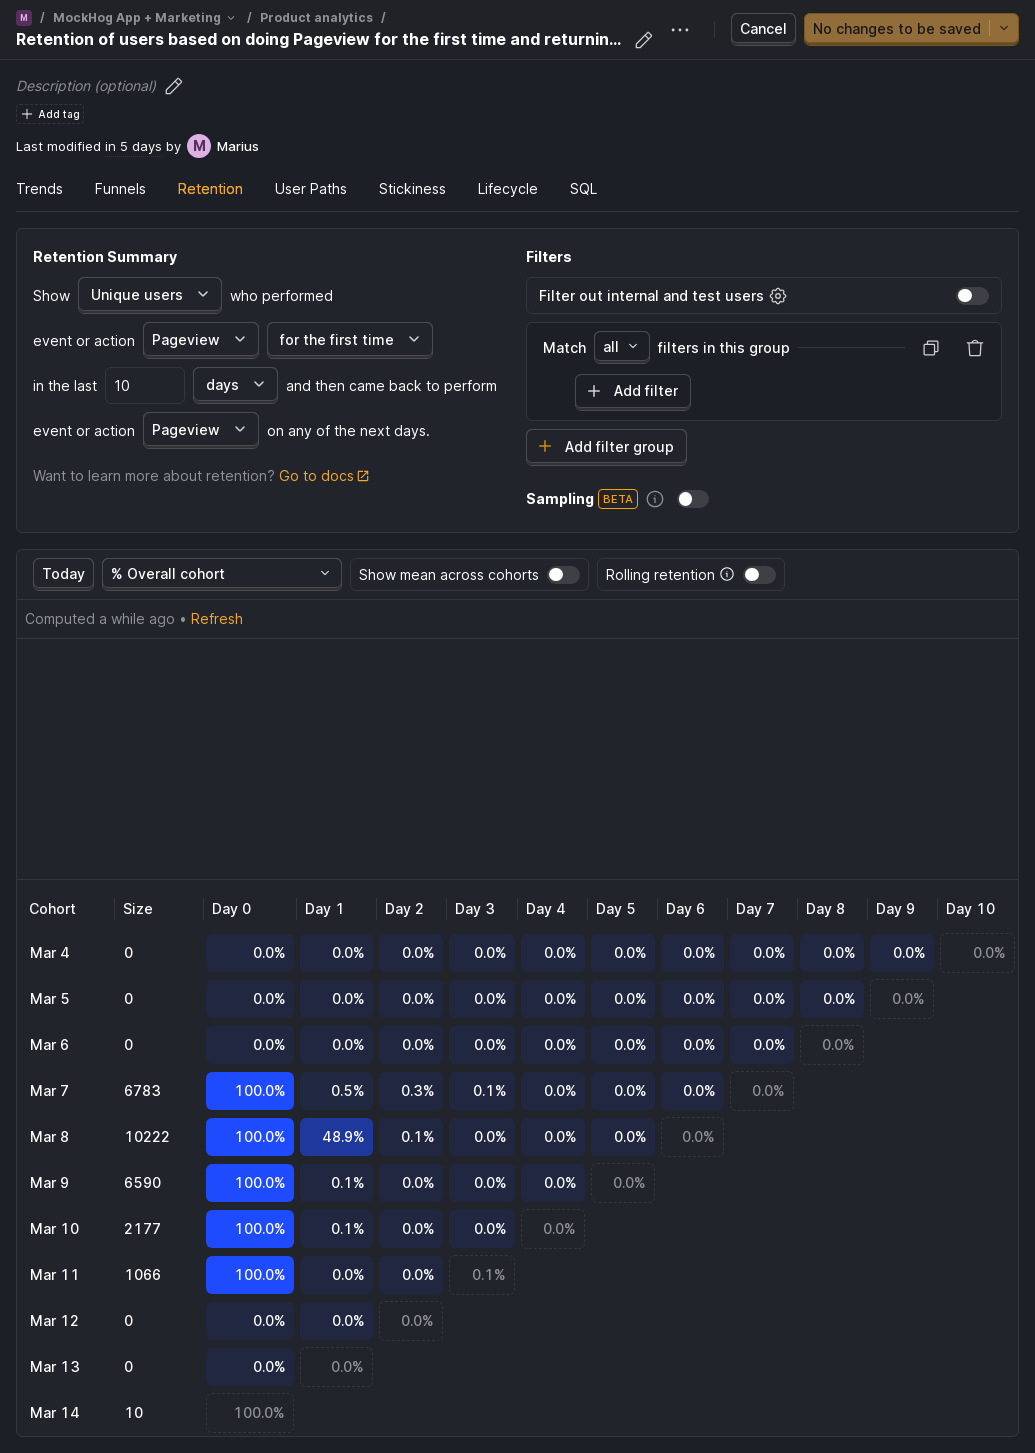 M / MockHog App + Marketing / Product analytics /
Retention of users based on doing Pageview for the first time and returnin...
Cancel
No changes to be saved
Description (optional)
Add tag
Last modified in 5 days by M Marius
Trends Funnels Retention User Paths Stickiness Lifecycle SQL
Retention Summary
Show Unique users who performed
event or action Pageview for the first time
in the last 10 days and then came back to perform
event or action Pageview on any of the next days.
Want to learn more about retention? Go to docs
Filters
Filter out internal and test users
Match all filters in this group
Add filter
Add filter group
Sampling BETA
Today % Overall cohort Show mean across cohorts Rolling retention
Computed a while ago • Refresh
Cohort Size Day 0 Day 1 Day 2 Day 3 Day 4 Day 5 Day 6 Day 7 Day 8 Day 9 Day 10
Mar 4 0 0.0% 0.0% 0.0% 0.0% 0.0% 0.0% 0.0% 0.0% 0.0% 0.0% 0.0%
Mar 5 0 0.0% 0.0% 0.0% 0.0% 0.0% 0.0% 0.0% 0.0% 0.0% 0.0%
Mar 6 0 0.0% 0.0% 0.0% 0.0% 0.0% 0.0% 0.0% 0.0% 0.0%
Mar 7 6783 100.0% 0.5% 0.3% 0.1% 0.0% 0.0% 0.0% 0.0%
Mar 8 10222 100.0% 48.9% 0.1% 0.0% 0.0% 0.0% 0.0%
Mar 9 6590 100.0% 0.1% 0.0% 0.0% 0.0% 0.0%
Mar 10 2177 100.0% 0.1% 0.0% 0.0% 0.0%
Mar 11 1066 100.0% 0.0% 0.0% 0.1%
Mar 12 0 0.0% 0.0% 0.0%
Mar 13 0 0.0% 0.0%
Mar 14 10 100.0%